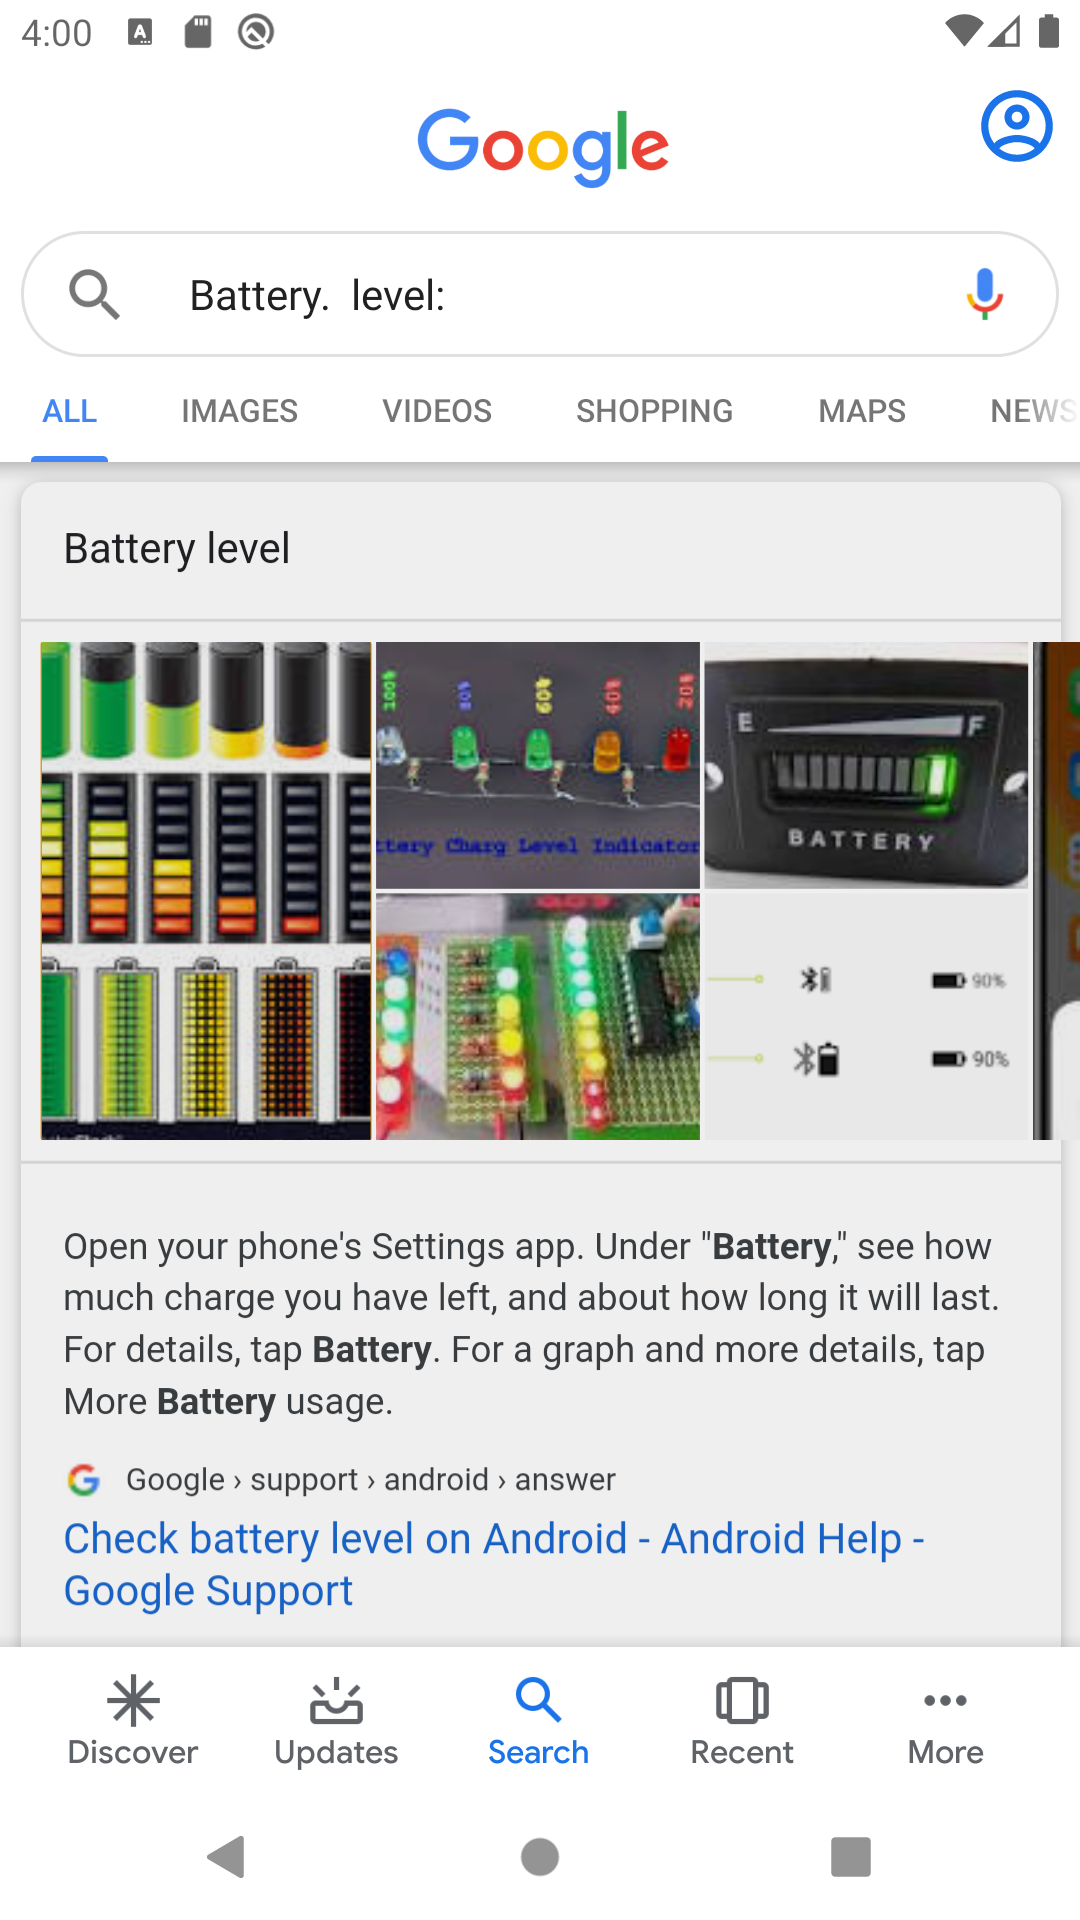 4:00
Google
Battery.  level:
ALL IMAGES VIDEOS SHOPPING MAPS NEWS
Battery level
100% 60% 40% 20%
Charg Level Indicator
E F
BATTERY
90%
90%
Open your phone's Settings app. Under "Battery," see how
much charge you have left, and about how long it will last.
For details, tap Battery. For a graph and more details, tap
More Battery usage.
Google › support › android › answer
Check battery level on Android - Android Help -
Google Support
Discover Updates Search Recent More